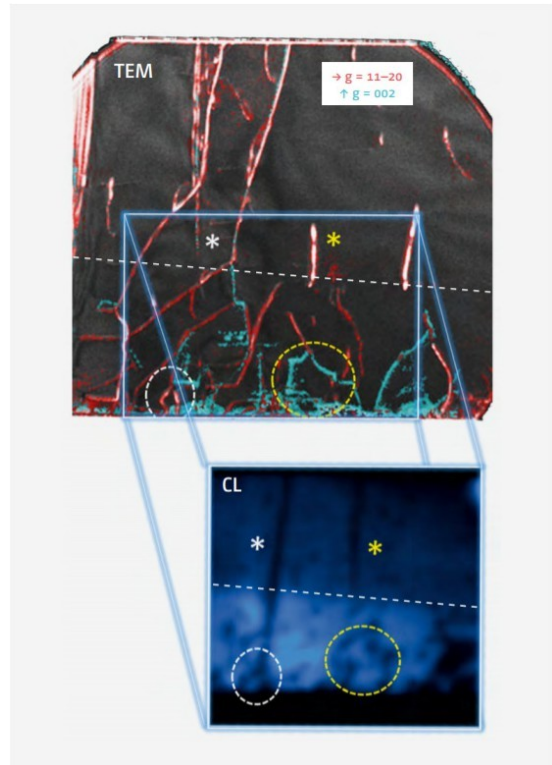 TEM
→ g = 11–20
↑ g = 002
*
*
CL
*
*